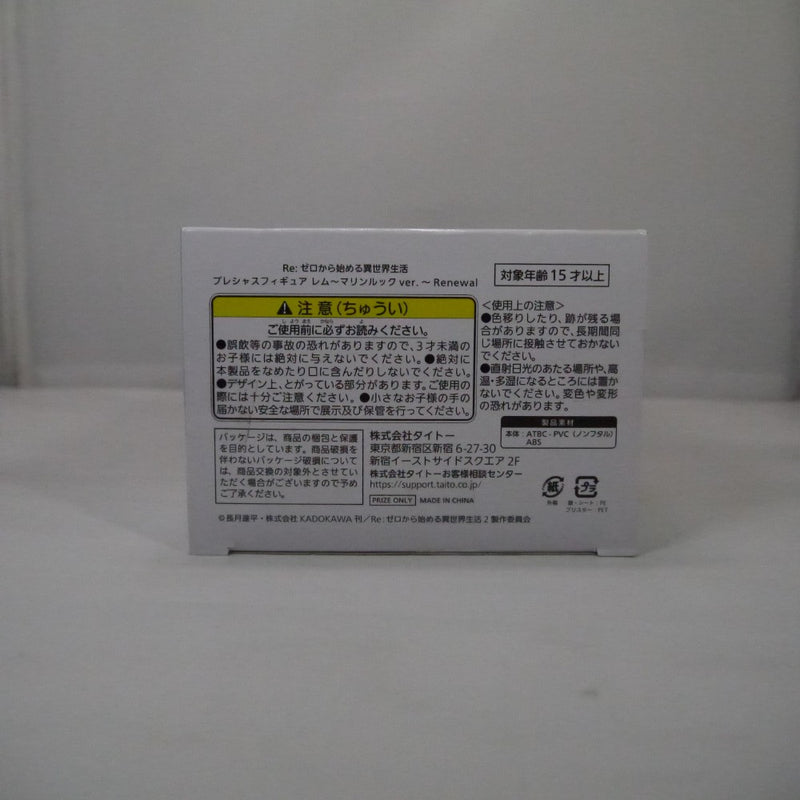 Re: ゼロから始める異世界生活
プレシャスフィギュア レム〜マリンルック ver. 〜 Renewal
対象年齢 15 才以上
注意(ちゅうい)
ご使用前に必ずお読みください。
●誤飲等の事故の恐れがありますので、3才未満の
お子様には絶対に与えないでください。●絶対に
本製品をなめたり口に含んだりしないでください。
●デザイン上、とがっている部分があります。ご使用の
際には十分ご注意ください。●小さなお子様の手の
届かない安全な場所で展示及び保管を行ってください。
<使用上の注意>
●色移りしたり、跡が残る場
合がありますので、長期間同
じ場所に接触させておかない
でください。
●直射日光のあたる場所や、高
温・多湿になるところには置か
ないでください。変色や変形
の恐れがあります。
製品素材
本体:ATBC-PVC(ノンフタル)
ABS
パッケージは、商品の梱包と保護
を目的としています。商品破損を
伴わないパッケージ破損について
は、商品交換の対象外とさせていた
だく場合がございますので予め
ご了承ください。
株式会社タイトー
東京都新宿区新宿 6-27-30
新宿イーストサイドスクエア 2F
株式会社タイトーお客様相談センター
https://support.taito.co.jp/
PRIZE ONLY MADE IN CHINA
紙
外箱
プラ
袋・シート:PE
ブリスター:PET
©長月達平・株式会社 KADOKAWA 刊/Re:ゼロから始める異世界生活 2 製作委員会